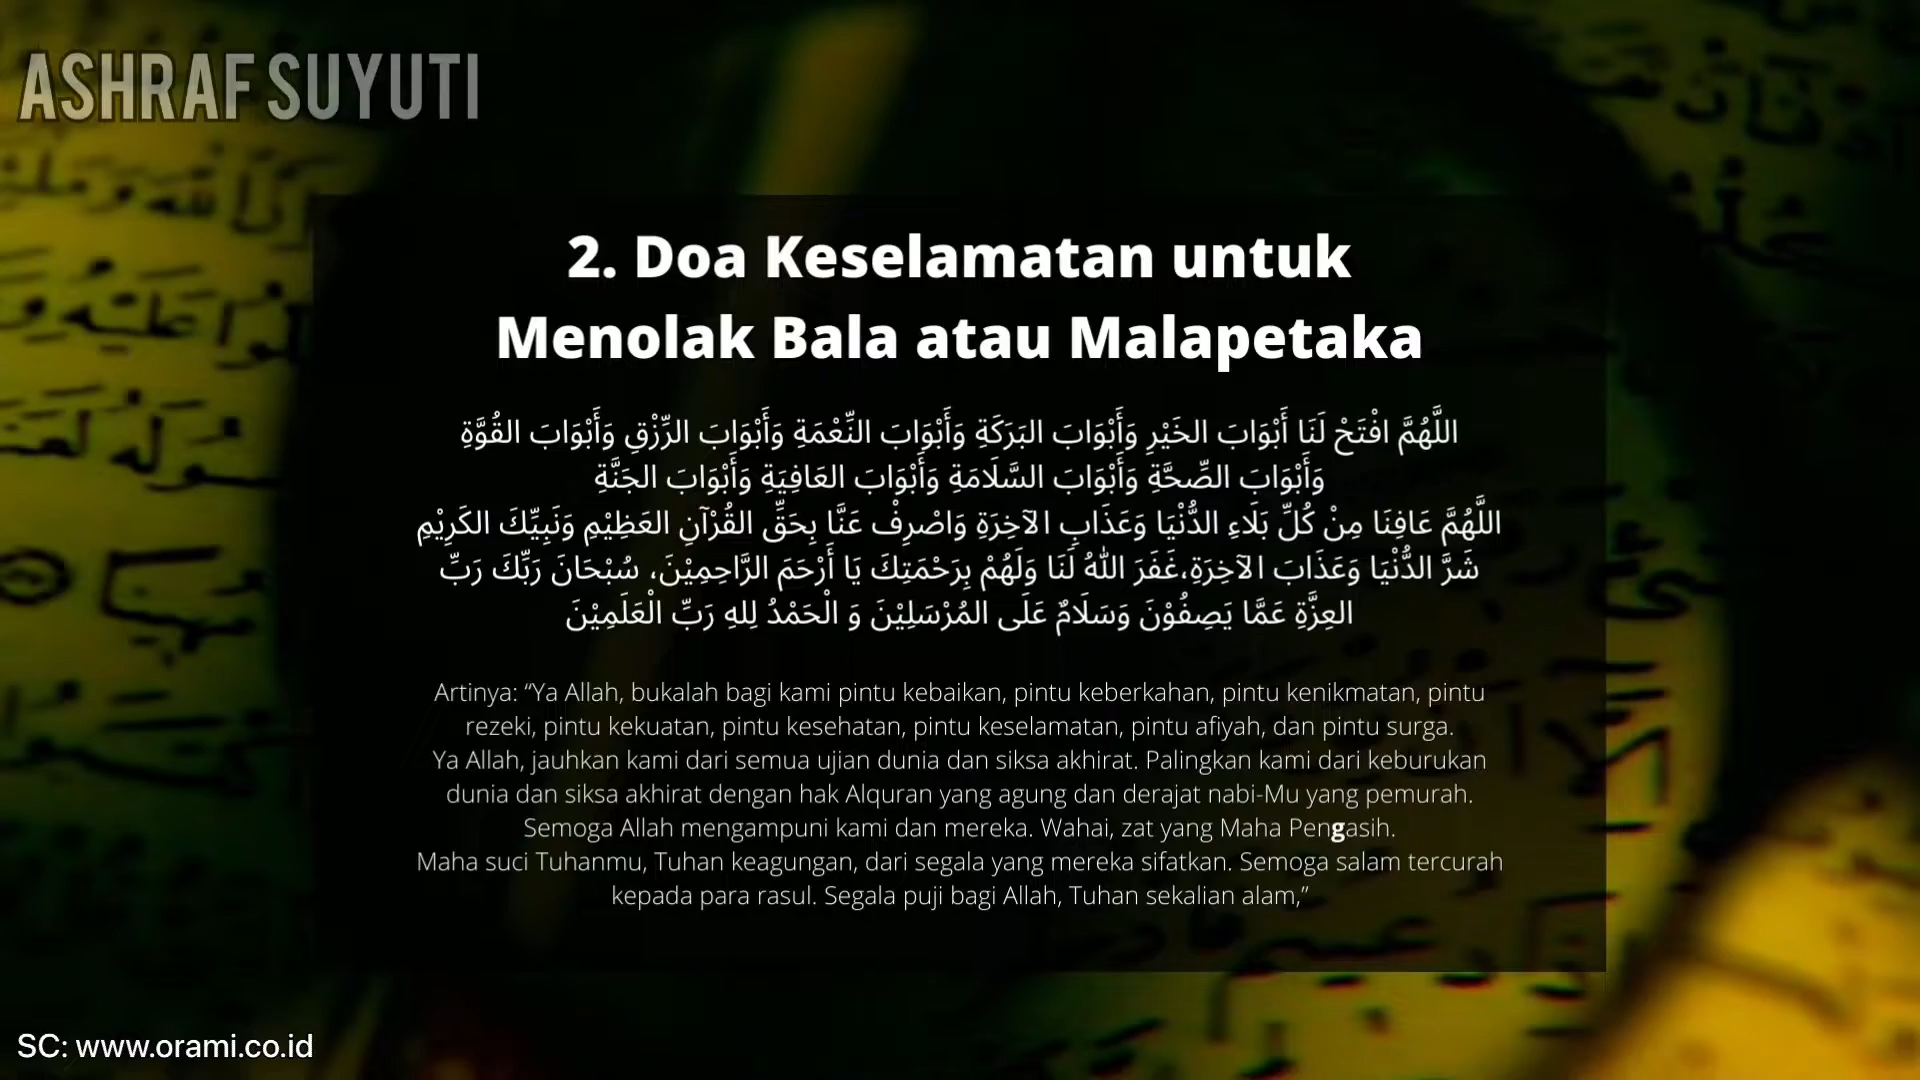 ASHRAF SUYUTI
2. Doa Keselamatan untuk
Menolak Bala atau Malapetaka
اللَّهُمَّ افْتَحْ لَنَا أَبْوَابَ الخَيْرِ وَأَبْوَابَ البَرَكَةِ وَأَبْوَابَ النِّعْمَةِ وَأَبْوَابَ الرِّزْقِ وَأَبْوَابَ القُوَّةِ
وَأَبْوَابَ الصِّحَّةِ وَأَبْوَابَ السَّلَامَةِ وَأَبْوَابَ العَافِيَةِ وَأَبْوَابَ الجَنَّةِ
اللَّهُمَّ عَافِنَا مِنْ كُلِّ بَلَاءِ الدُّنْيَا وَعَذَابِ الآخِرَةِ وَاصْرِفْ عَنَّا بِحَقِّ القُرْآنِ العَظِيْمِ وَنَبِيِّكَ الكَرِيْمِ
شَرَّ الدُّنْيَا وَعَذَابَ الآخِرَةِ،غَفَرَ اللهُ لَنَا وَلَهُمْ بِرَحْمَتِكَ يَا أَرْحَمَ الرَّاحِمِيْنَ، سُبْحَانَ رَبِّكَ رَبِّ
العِزَّةِ عَمَّا يَصِفُوْنَ وَسَلَامٌ عَلَى المُرْسَلِيْنَ وَ الْحَمْدُ لِلهِ رَبِّ الْعَلَمِيْنَ
Artinya: “Ya Allah, bukalah bagi kami pintu kebaikan, pintu keberkahan, pintu kenikmatan, pintu
rezeki, pintu kekuatan, pintu kesehatan, pintu keselamatan, pintu afiyah, dan pintu surga.
Ya Allah, jauhkan kami dari semua ujian dunia dan siksa akhirat. Palingkan kami dari keburukan
dunia dan siksa akhirat dengan hak Alquran yang agung dan derajat nabi-Mu yang pemurah.
Semoga Allah mengampuni kami dan mereka. Wahai, zat yang Maha Pengasih.
Maha suci Tuhanmu, Tuhan keagungan, dari segala yang mereka sifatkan. Semoga salam tercurah
kepada para rasul. Segala puji bagi Allah, Tuhan sekalian alam,”
SC: www.orami.co.id